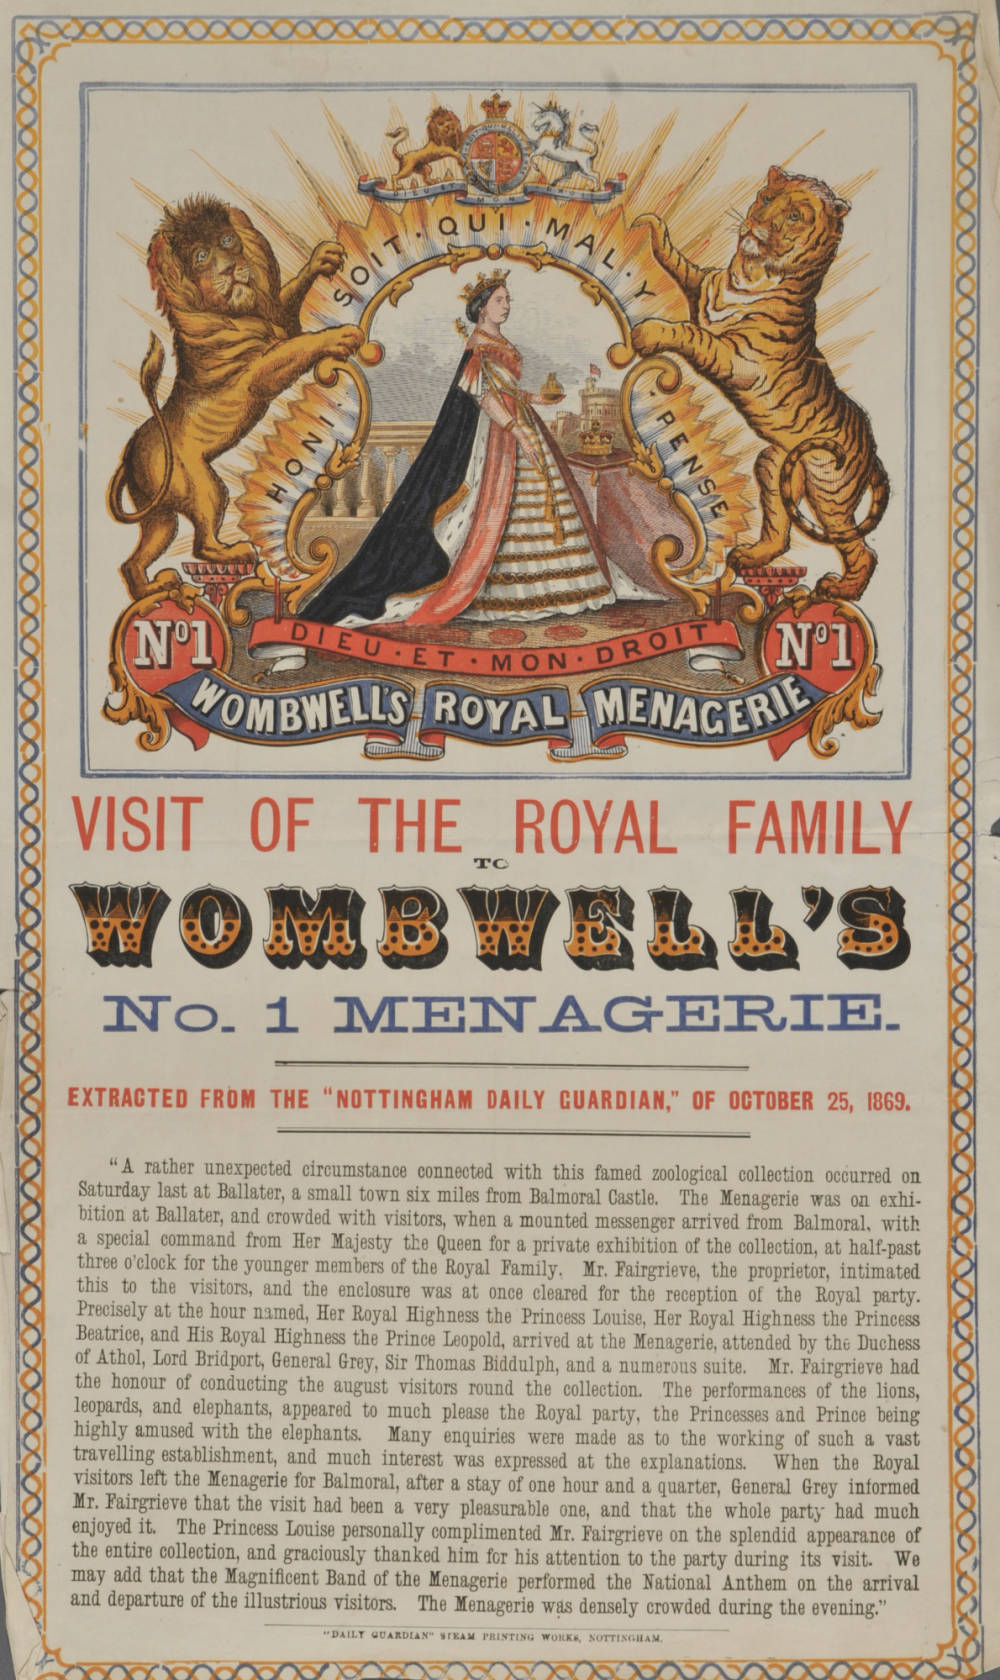 DIEU ET MON DROIT
HONI · SOIT · QUI · MAL · Y · PENSE
DIEU · ET · MON · DROIT
No1
No1
WOMBWELL'S ROYAL MENAGERIE
VISIT OF THE ROYAL FAMILY
TO
WOMBWELL'S
No. 1 MENAGERIE.
EXTRACTED FROM THE "NOTTINGHAM DAILY GUARDIAN," OF OCTOBER 25, 1869.
"A rather unexpected circumstance connected with this famed zoological collection occurred on
Saturday last at Ballater, a small town six miles from Balmoral Castle. The Menagerie was on exhi-
bition at Ballater, and crowded with visitors, when a mounted messenger arrived from Balmoral, with
a special command from Her Majesty the Queen for a private exhibition of the collection, at half-past
three o'clock for the younger members of the Royal Family. Mr. Fairgrieve, the proprietor, intimated
this to the visitors, and the enclosure was at once cleared for the reception of the Royal party.
Precisely at the hour named, Her Royal Highness the Princess Louise, Her Royal Highness the Princess
Beatrice, and His Royal Highness the Prince Leopold, arrived at the Menagerie, attended by the Duchess
of Athol, Lord Bridport, General Grey, Sir Thomas Biddulph, and a numerous suite. Mr. Fairgrieve had
the honour of conducting the august visitors round the collection. The performances of the lions,
leopards, and elephants, appeared to much please the Royal party, the Princesses and Prince being
highly amused with the elephants. Many enquiries were made as to the working of such a vast
travelling establishment, and much interest was expressed at the explanations. When the Royal
visitors left the Menagerie for Balmoral, after a stay of one hour and a quarter, General Grey informed
Mr. Fairgrieve that the visit had been a very pleasurable one, and that the whole party had much
enjoyed it. The Princess Louise personally complimented Mr. Fairgrieve on the splendid appearance of
the entire collection, and graciously thanked him for his attention to the party during its visit. We
may add that the Magnificent Band of the Menagerie performed the National Anthem on the arrival
and departure of the illustrious visitors. The Menagerie was densely crowded during the evening."
"DAILY GUARDIAN" STEAM PRINTING WORKS, NOTTINGHAM.